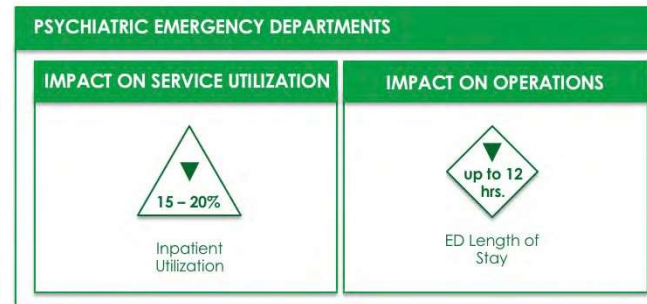 PSYCHIATRIC EMERGENCY DEPARTMENTS
IMPACT ON SERVICE UTILIZATION
15 – 20%
Inpatient
Utilization
IMPACT ON OPERATIONS
up to 12
hrs.
ED Length of
Stay